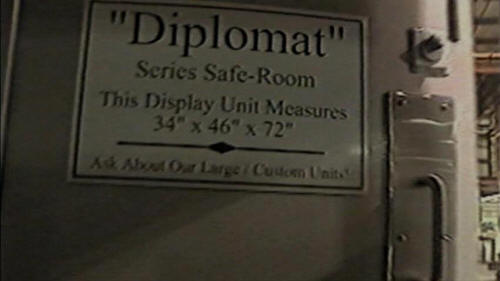 "Diplomat"
Series Safe-Room
This Display Unit Measures
34" x 46" x 72"
Ask About Our Large / Custom Units!